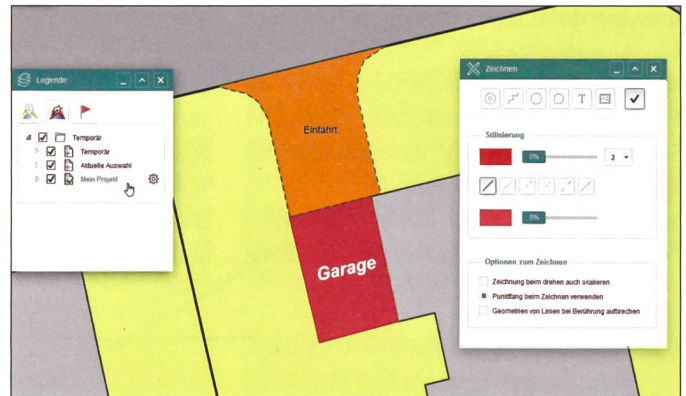 Legende
Temporär
Temporär
Aktuelle Auswahl
Mein Projekt
Einfahrt
Garage
Zeichnen
T
Stilisierung
0%
2
0%
Optionen zum Zeichnen
Zeichnung beim drehen auch skalieren
Punktfang beim Zeichnen verwenden
Geometrien von Linien bei Berührung aufbrechen